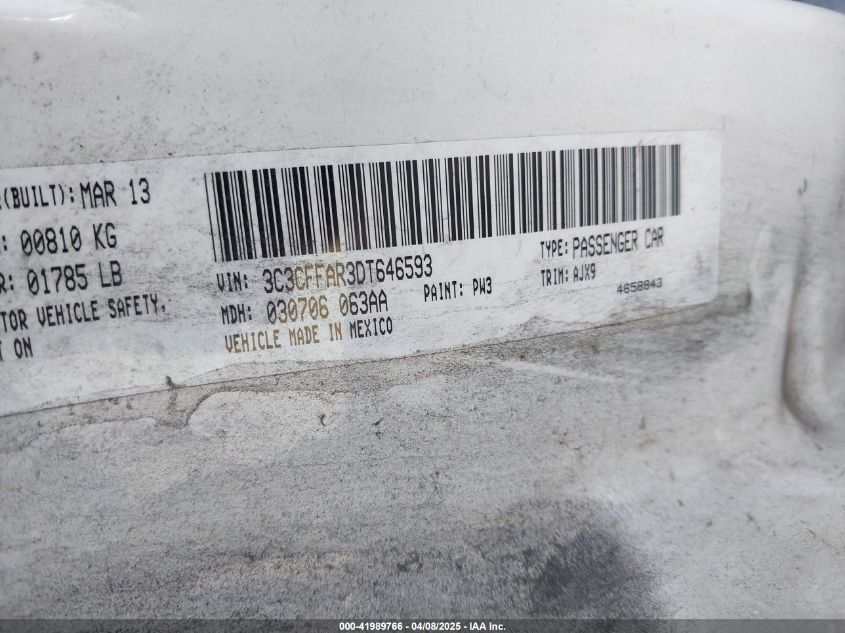 (BUILT): MAR 13
: 00810 KG
R: 01785 LB
TOR VEHICLE SAFETY,
T ON
VIN: 3C3CFFAR3DT646593
MDH: 030706 063AA
PAINT: PW3
VEHICLE MADE IN MEXICO
TYPE: PASSENGER CAR
TRIM: AJX9
4658843
000-41989766 - 04/08/2025 - IAA Inc.